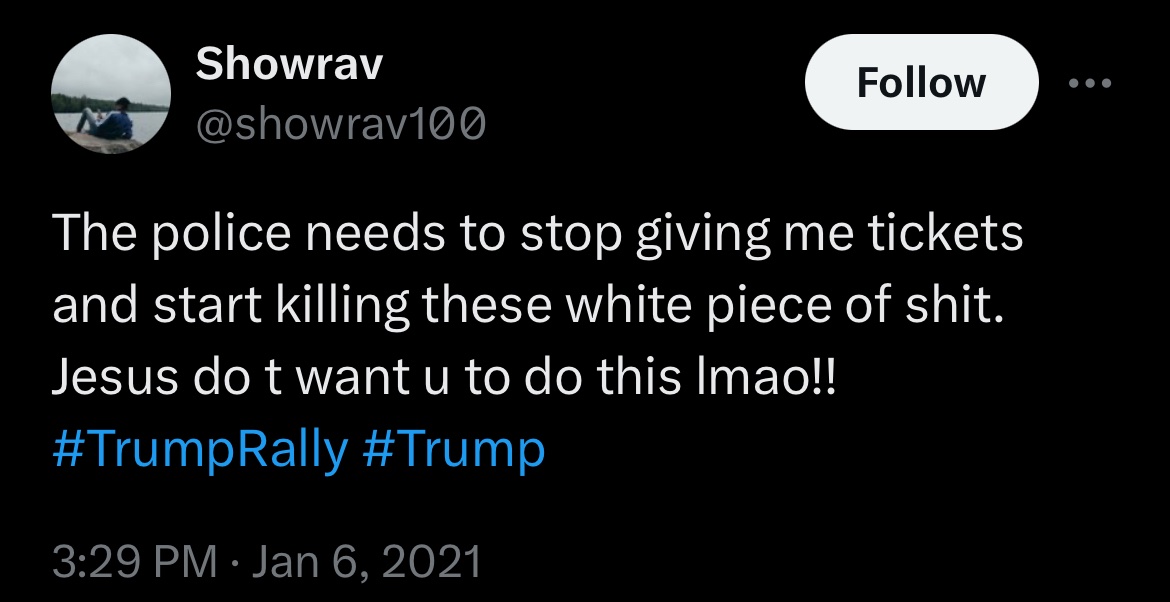 Showrav
Follow
@showrav100
The police needs to stop giving me tickets
and start killing these white piece of shit.
Jesus do t want u to do this lmao!!
#TrumpRally #Trump
3:29 PM · Jan 6, 2021